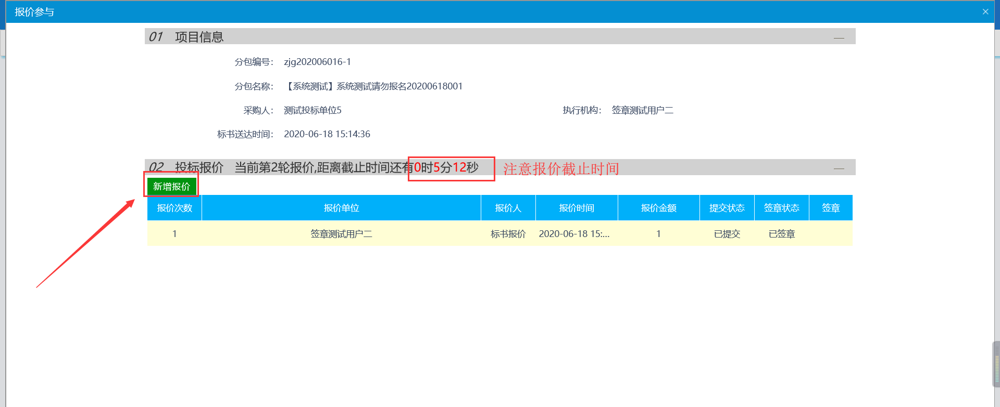 报价参与
01 项目信息
分包编号： zjg202006016-1
分包名称： 【系统测试】系统测试请勿报名20200618001
采购人： 测试投标单位5 执行机构： 签章测试用户二
标书送达时间： 2020-06-18 15:14:36
02 投标报价 当前第2轮报价,距离截止时间还有0时5分12秒 注意报价截止时间
新增报价
报价次数 报价单位 报价人 报价时间 报价金额 提交状态 签章状态 签章
1 签章测试用户二 标书报价 2020-06-18 15:... 1 已提交 已签章